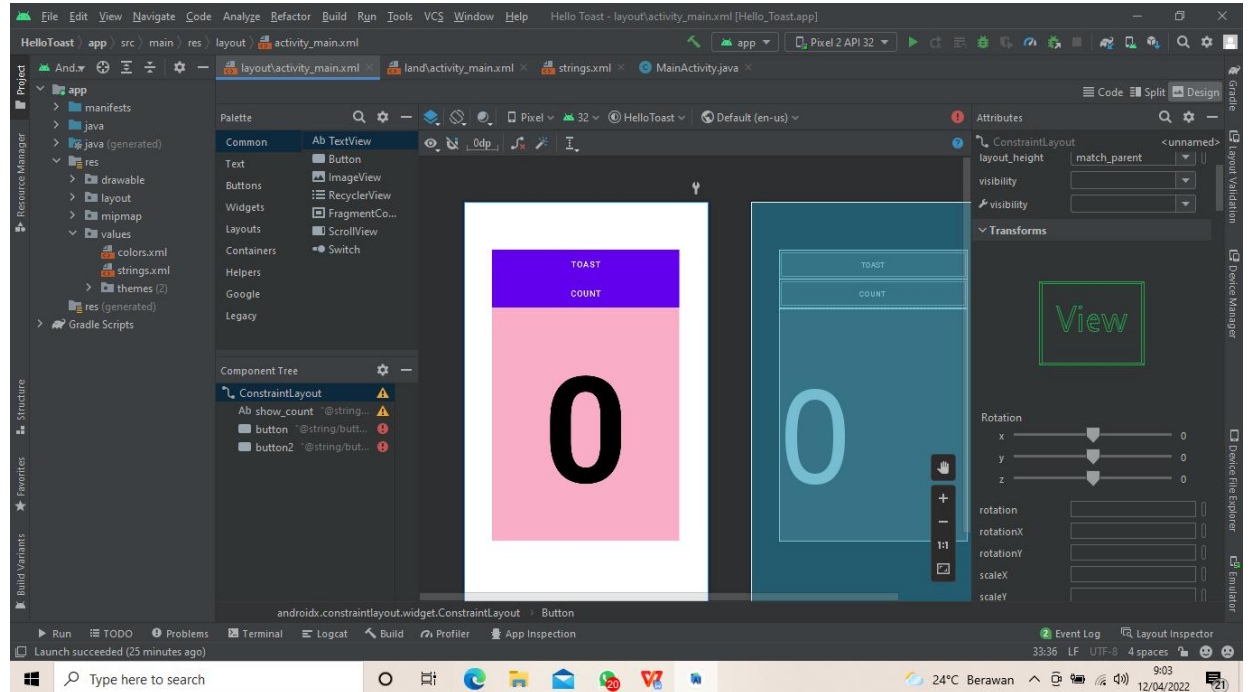 File Edit View Navigate Code Analyze Refactor Build Run Tools VCS Window Help Hello Toast - layout\activity_main.xml [Hello_Toast.app]
HelloToast app src main res layout activity_main.xml app Pixel 2 API 32
And... layout\activity_main.xml land\activity_main.xml strings.xml MainActivity.java
Project
Resource Manager
Structure
Favorites
Build Variants
app
manifests
java
java (generated)
res
drawable
layout
mipmap
values
colors.xml
strings.xml
themes (2)
res (generated)
Gradle Scripts
Code Split Design
Palette
Common
Text
Buttons
Widgets
Layouts
Containers
Helpers
Google
Legacy
Ab TextView
Button
ImageView
RecyclerView
FragmentCo...
ScrollView
Switch
Component Tree
ConstraintLayout
Ab show_count "@string...
button "@string/butt...
button2 "@string/but...
Pixel 32 HelloToast Default (en-us)
0dp
TOAST
COUNT
0
TOAST
COUNT
0
1:1
Attributes
ConstraintLayout <unnamed>
layout_height match_parent
visibility
visibility
Transforms
View
Rotation
x 0
y 0
z 0
rotation
rotationX
rotationY
scaleX
scaleY
Gradle
Layout Validation
Device Manager
Device File Explorer
Emulator
androidx.constraintlayout.widget.ConstraintLayout Button
Run TODO Problems Terminal Logcat Build Profiler App Inspection 2 Event Log Layout Inspector
Launch succeeded (25 minutes ago) 33:36 LF UTF-8 4 spaces
Type here to search 20 24°C Berawan 9:03
12/04/2022 21